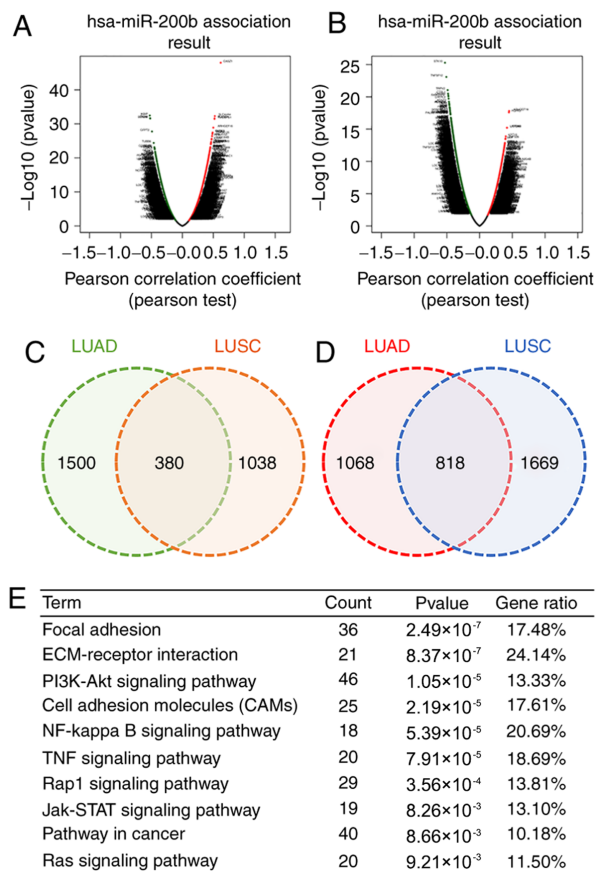 A
hsa-miR-200b association
result
−Log10 (pvalue)
40
30
20
10
0
−1.5 −1.0 −0.5 0.0 0.5 1.0 1.5
Pearson correlation coefficient
(pearson test)
B
hsa-miR-200b association
result
−Log10 (pvalue)
25
20
15
10
5
0
−1.5 −1.0 −0.5 0.0 0.5 1.0 1.5
Pearson correlation coefficient
(pearson test)
C
LUAD LUSC
1500 380 1038
D
LUAD LUSC
1068 818 1669
E
Term Count Pvalue Gene ratio
Focal adhesion 36 2.49×10-7 17.48%
ECM-receptor interaction 21 8.37×10-7 24.14%
PI3K-Akt signaling pathway 46 1.05×10-5 13.33%
Cell adhesion molecules (CAMs) 25 2.19×10-5 17.61%
NF-kappa B signaling pathway 18 5.39×10-5 20.69%
TNF signaling pathway 20 7.91×10-5 18.69%
Rap1 signaling pathway 29 3.56×10-4 13.81%
Jak-STAT signaling pathway 19 8.26×10-3 13.10%
Pathway in cancer 40 8.66×10-3 10.18%
Ras signaling pathway 20 9.21×10-3 11.50%